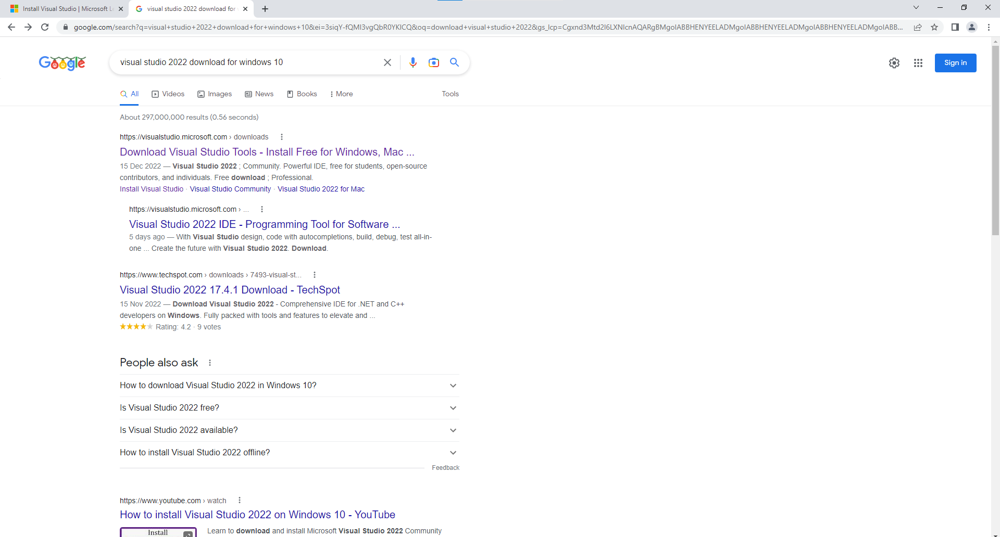 Install Visual Studio | Microsoft Le
visual studio 2022 download for
google.com/search?q=visual+studio+2022+download+for+windows+10&ei=3siqY-fQMI3vgQbR0YKICQ&oq=download+visual+studio+2022&gs_lcp=Cgxnd3Mtd2l6LXNlcnAQARgBMgoIABBHENYEELADMgoIABBHENYEELADMgoIABBHENYEELADMgoIABB...
Google
visual studio 2022 download for windows 10
Sign in
All
Videos
Images
News
Books
More
Tools
About 297,000,000 results (0.56 seconds)
https://visualstudio.microsoft.com › downloads
Download Visual Studio Tools - Install Free for Windows, Mac ...
15 Dec 2022 — Visual Studio 2022 ; Community. Powerful IDE, free for students, open-source
contributors, and individuals. Free download ; Professional.
Install Visual Studio · Visual Studio Community · Visual Studio 2022 for Mac
https://visualstudio.microsoft.com › ...
Visual Studio 2022 IDE - Programming Tool for Software ...
5 days ago — With Visual Studio design, code with autocompletions, build, debug, test all-in-
one ... Create the future with Visual Studio 2022. Download.
https://www.techspot.com › downloads › 7493-visual-st...
Visual Studio 2022 17.4.1 Download - TechSpot
15 Nov 2022 — Download Visual Studio 2022 - Comprehensive IDE for .NET and C++
developers on Windows. Fully packed with tools and features to elevate and ...
Rating: 4.2 · 9 votes
People also ask
How to download Visual Studio 2022 in Windows 10?
Is Visual Studio 2022 free?
Is Visual Studio 2022 available?
How to install Visual Studio 2022 offline?
Feedback
https://www.youtube.com › watch
How to install Visual Studio 2022 on Windows 10 - YouTube
Install
Learn to download and install Microsoft Visual Studio 2022 Community